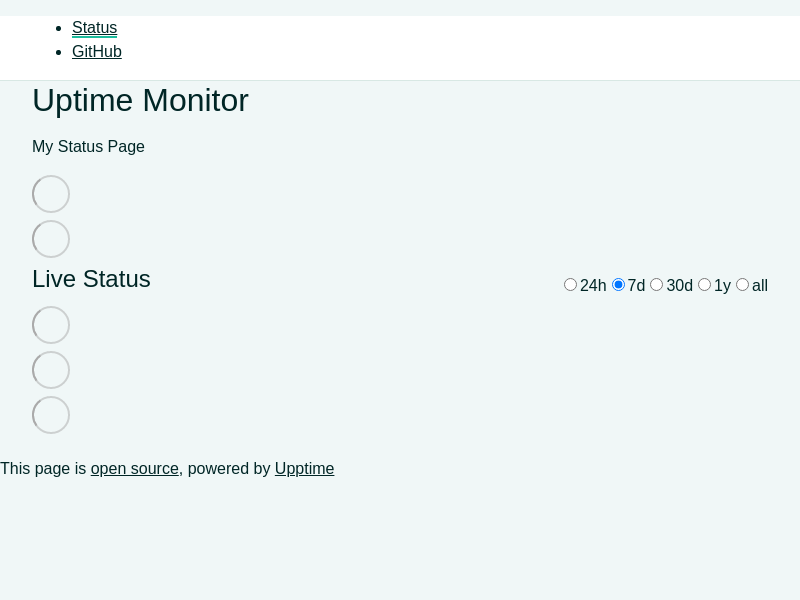 Status
GitHub
Uptime Monitor
My Status Page
Live Status
24h 7d 30d 1y all
This page is open source, powered by Upptime